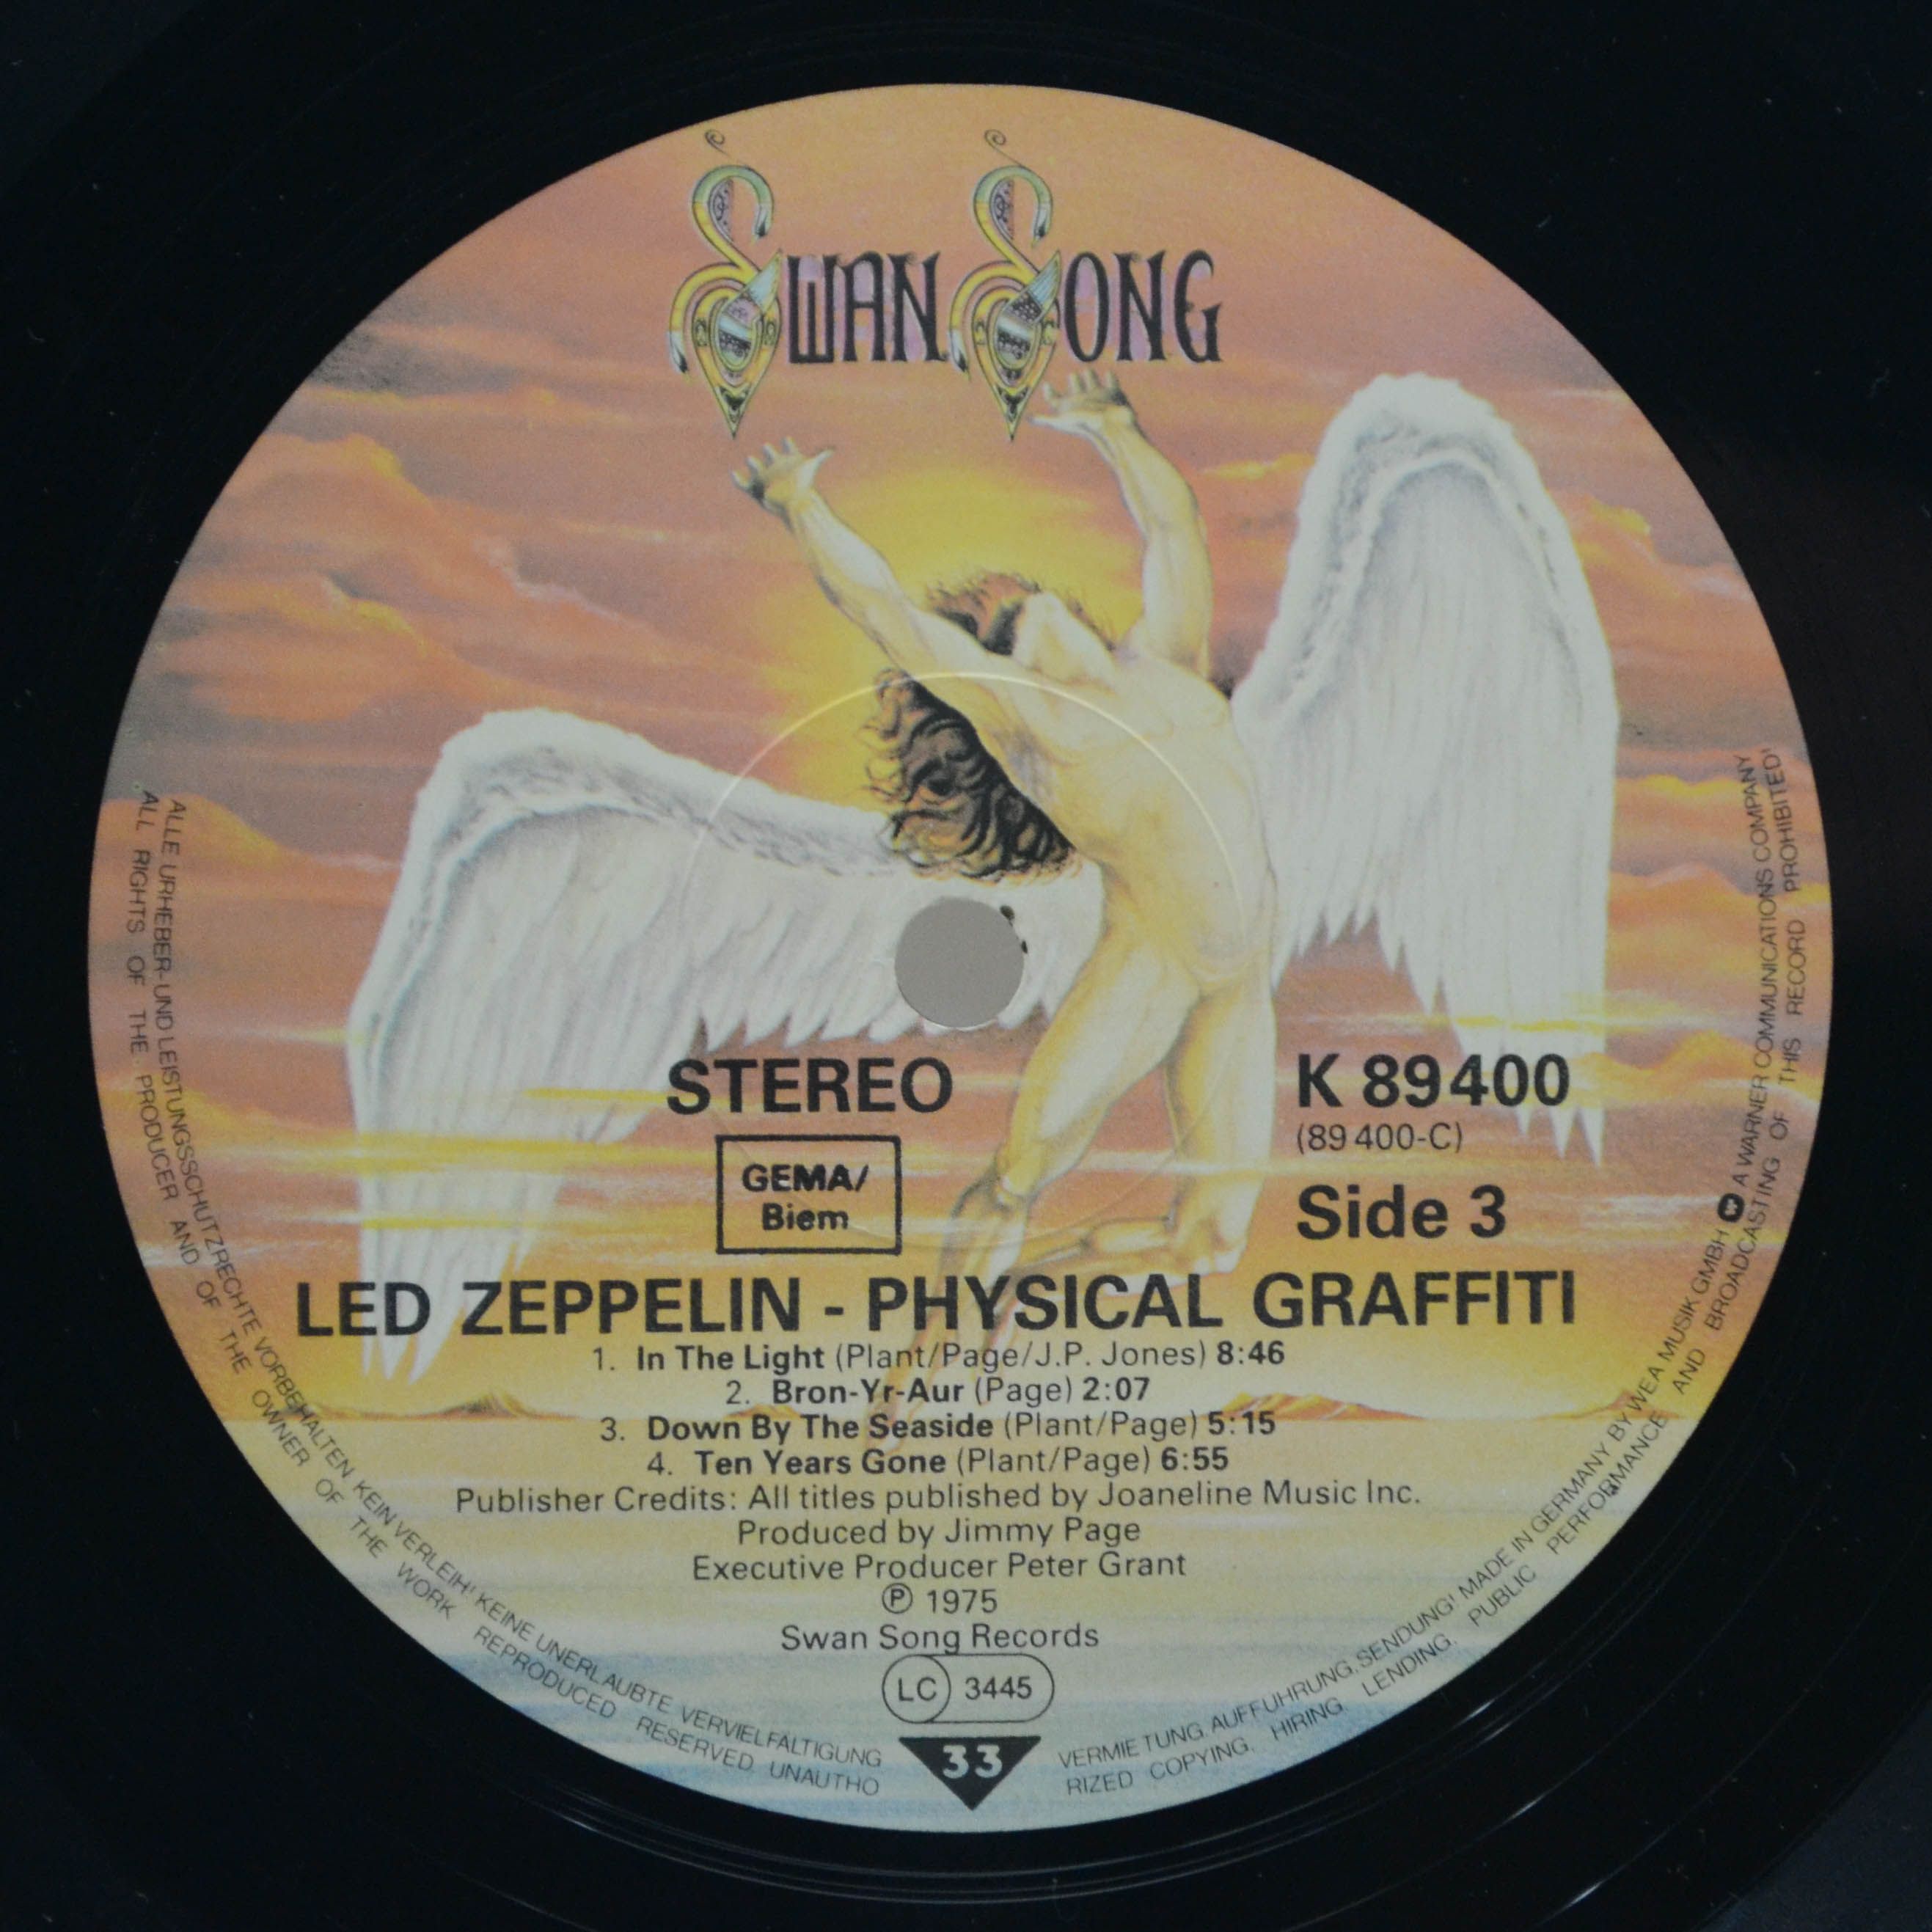 SWAN SONG
STEREO
K 89400
(89 400-C)
GEMA/
Biem
Side 3
LED ZEPPELIN - PHYSICAL GRAFFITI
1. In The Light (Plant/Page/J.P. Jones) 8:46
2. Bron-Yr-Aur (Page) 2:07
3. Down By The Seaside (Plant/Page) 5:15
4. Ten Years Gone (Plant/Page) 6:55
Publisher Credits: All titles published by Joaneline Music Inc.
Produced by Jimmy Page
Executive Producer Peter Grant
Ⓟ 1975
Swan Song Records
LC 3445
33
ALLE URHEBER- UND LEISTUNGSSCHUTZRECHTE VORBEHALTEN KEIN VERLEIH! KEINE UNERLAUBTE VERVIELFÄLTIGUNG VERMIETUNG, AUFFÜHRUNG, SENDUNG! MADE IN GERMANY BY WEA MUSIK GMBH W A WARNER COMMUNICATIONS COMPANY
ALL RIGHTS OF THE PRODUCER AND OF THE OWNER OF THE WORK REPRODUCED RESERVED. UNAUTHORIZED COPYING, HIRING, LENDING, PUBLIC PERFORMANCE AND BROADCASTING OF THIS RECORD PROHIBITED!